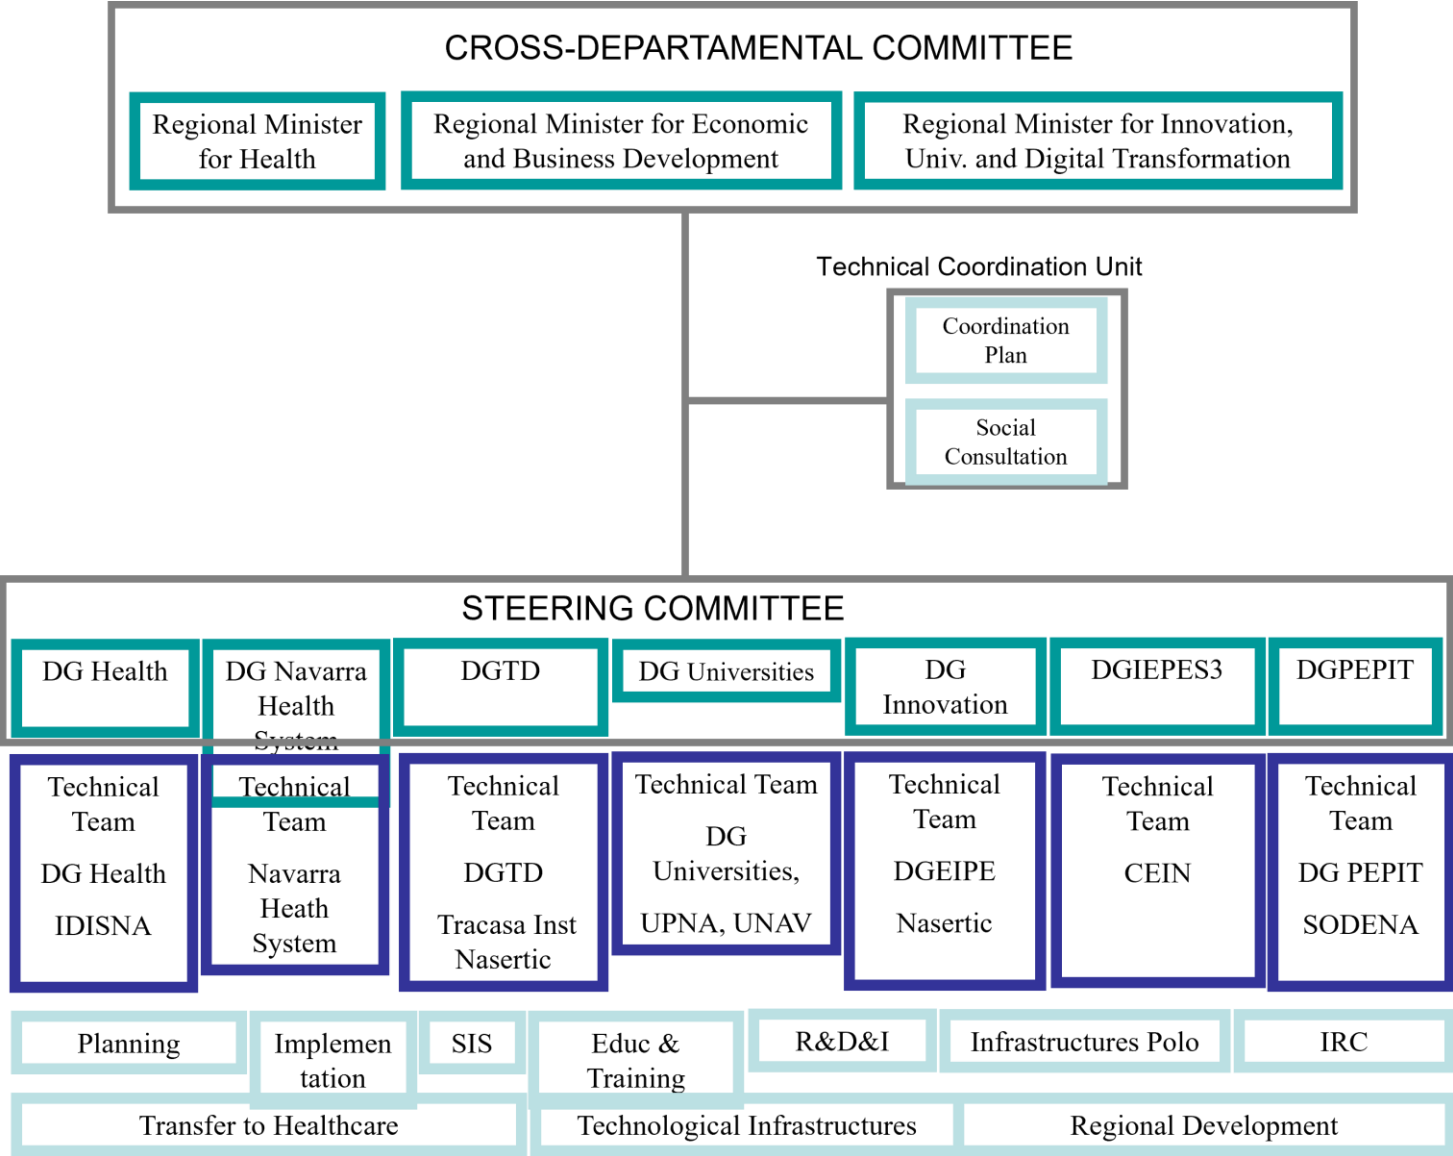 CROSS-DEPARTAMENTAL COMMITTEE
Regional Minister
for Health
Regional Minister for Economic
and Business Development
Regional Minister for Innovation,
Univ. and Digital Transformation
Technical Coordination Unit
Coordination
Plan
Social
Consultation
STEERING COMMITTEE
DG Health
DG Navarra
Health
System
DGTD
DG Universities
DG
Innovation
DGIEPES3
DGPEPIT
Technical
Team
DG Health
IDISNA
Technical
Team
Navarra
Heath
System
Technical
Team
DGTD
Tracasa Inst
Nasertic
Technical Team
DG
Universities,
UPNA, UNAV
Technical
Team
DGEIPE
Nasertic
Technical
Team
CEIN
Technical
Team
DG PEPIT
SODENA
Planning
Implemen
tation
SIS
Educ &
Training
R&D&I
Infrastructures Polo
IRC
Transfer to Healthcare
Technological Infrastructures
Regional Development